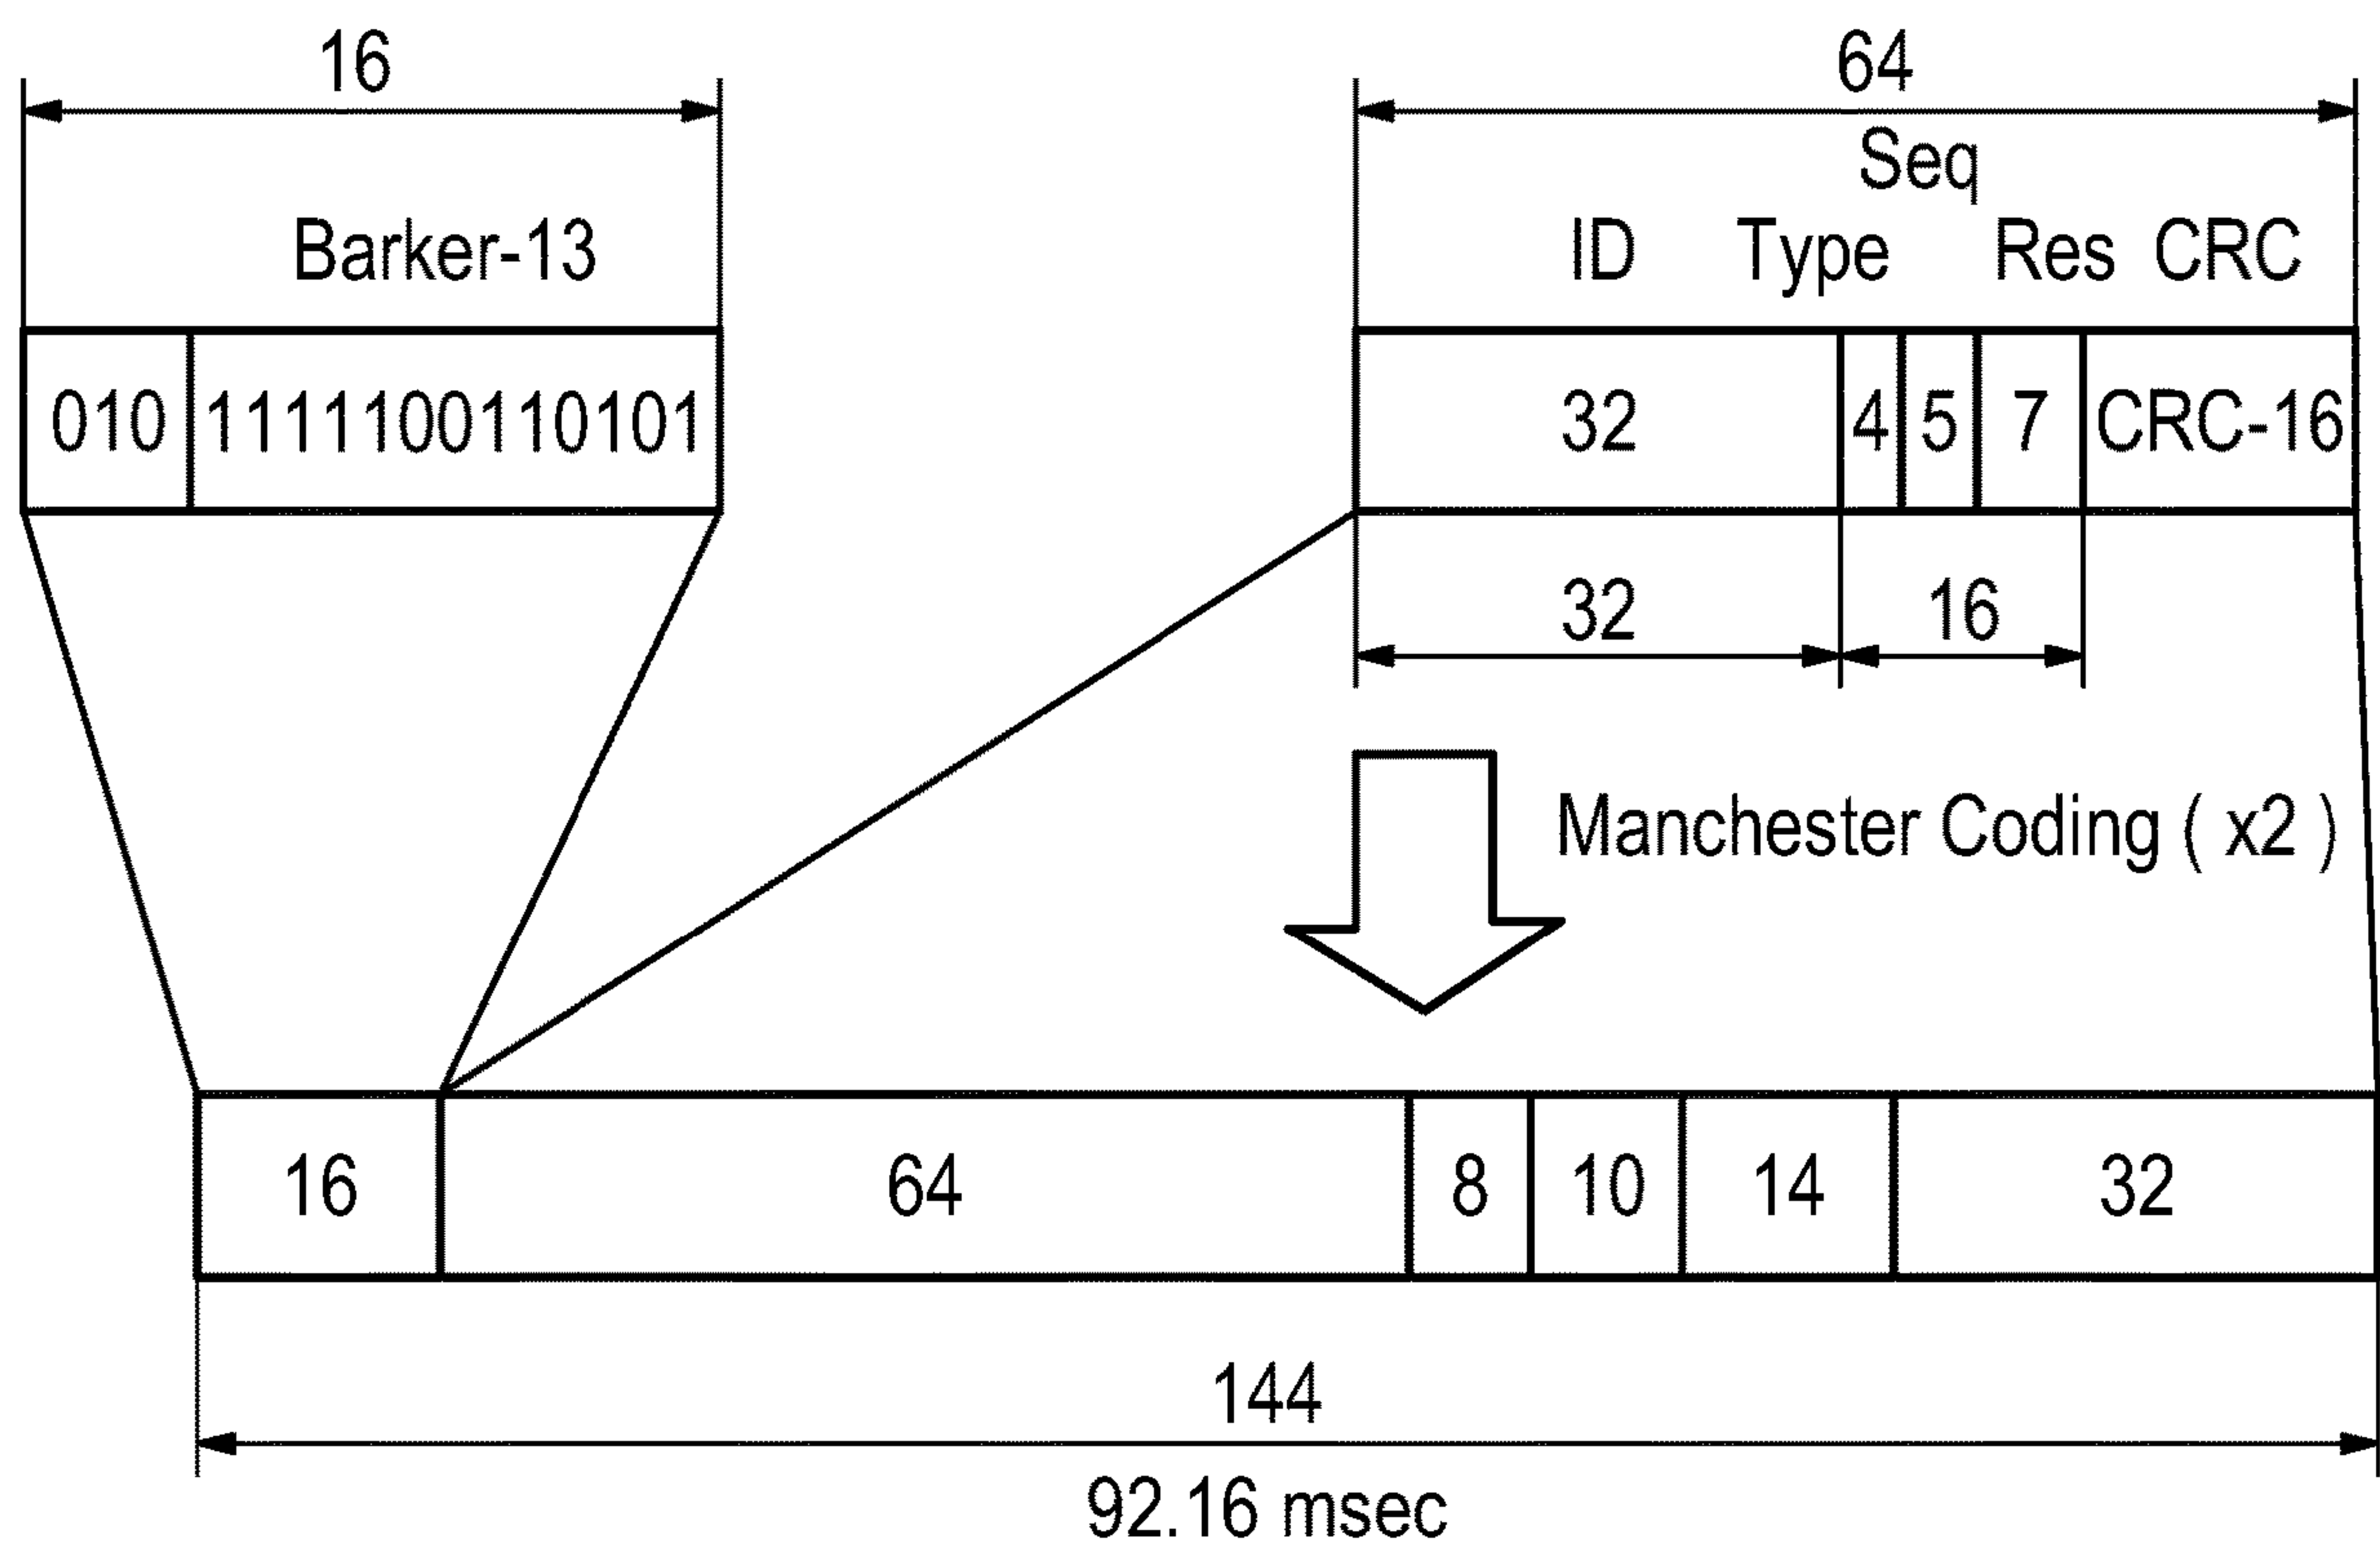 16
64
Seq
Barker-13
ID Type Res CRC
010 1111100110101
32 4 5 7 CRC-16
32 16
Manchester Coding ( x2 )
16 64 8 10 14 32
144
92.16 msec